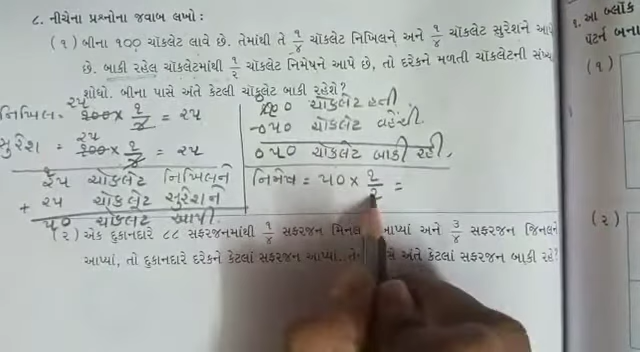 ૮. નીચેના પ્રશ્નોના જવાબ લખો :
(૧) બીના ૧૦૦ ચૉકલેટ લાવે છે. તેમાંથી તે ૧/૪ ચૉકલેટ નિખિલને અને ૧/૪ ચૉકલેટ સુરેશને આપે
છે. બાકી રહેલ ચૉકલેટમાંથી ૧/૨ ચૉકલેટ નિમેષને આપે છે, તો દરેકને મળતી ચૉકલેટની સંખ્ય
શોધો. બીના પાસે અંતે કેટલી ચૉકલેટ બાકી રહેશે?
નિખિલ = ૧૦૦ × ૧/૪ = ૨૫
૨૫
સુરેશ = ૧૦૦ × ૧/૪ = ૨૫
૨૫
૨૫ ચોકલેટ નિખિલને
+ ૨૫ ચોકલેટ સુરેશને
૫૦ ચોકલેટ આપી.
૧૦૦ ચોકલેટ હતી
-૦૫૦ ચોકલેટ વહેંચી.
૦૫૦ ચોકલેટ બાકી રહી.
નિમેષ = ૫૦ × ૧/૨ =
(૨) એક દુકાનદારે ૮૮ સફરજનમાંથી ૧/૪ સફરજન મિનલ આપ્યાં અને ૩/૪ સફરજન જિનલને
આપ્યાં, તો દુકાનદારે દરેકને કેટલાં સફરજન આપ્યાં. અંતે કેટલાં સફરજન બાકી રહે?
૧. આ બ્લૉક
પૅટર્ન બના
(૧)
(૨)